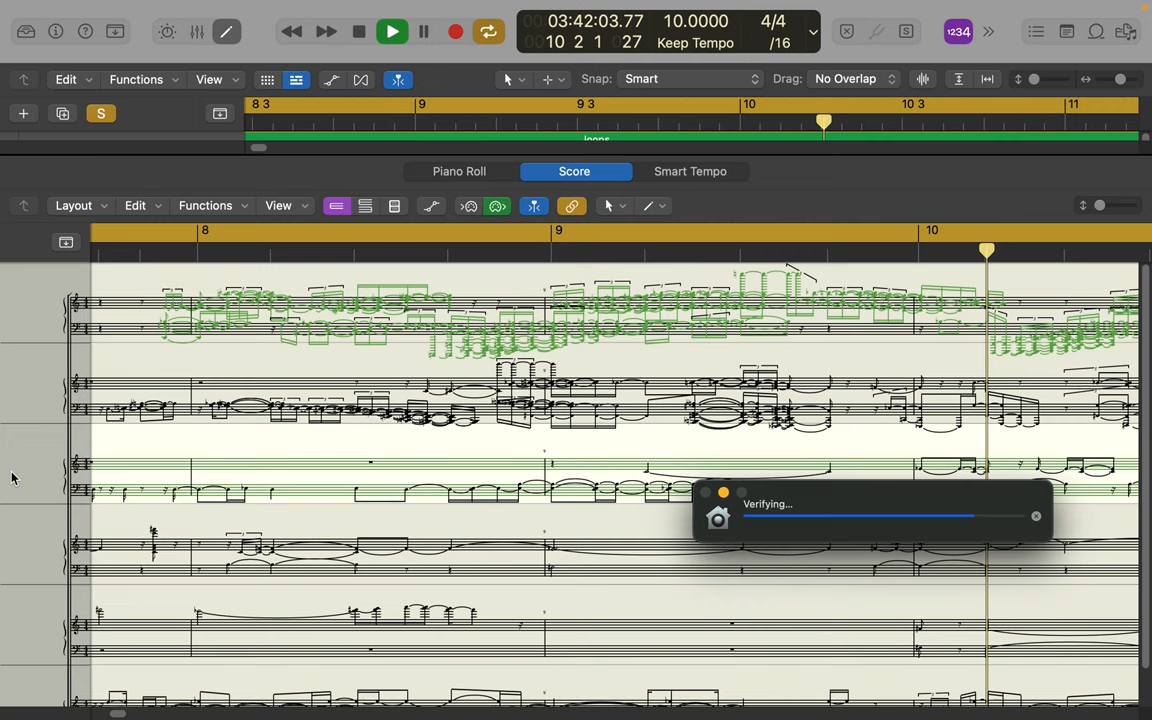 03:42:03.77 10.0000 4/4
10 2 1 027 Keep Tempo /16
1234
Edit Functions View Snap: Smart Drag: No Overlap
S 8 3 9 9 3 10 10 3 11
loops
Piano Roll Score Smart Tempo
Layout Edit Functions View
8 9 10
Verifying...